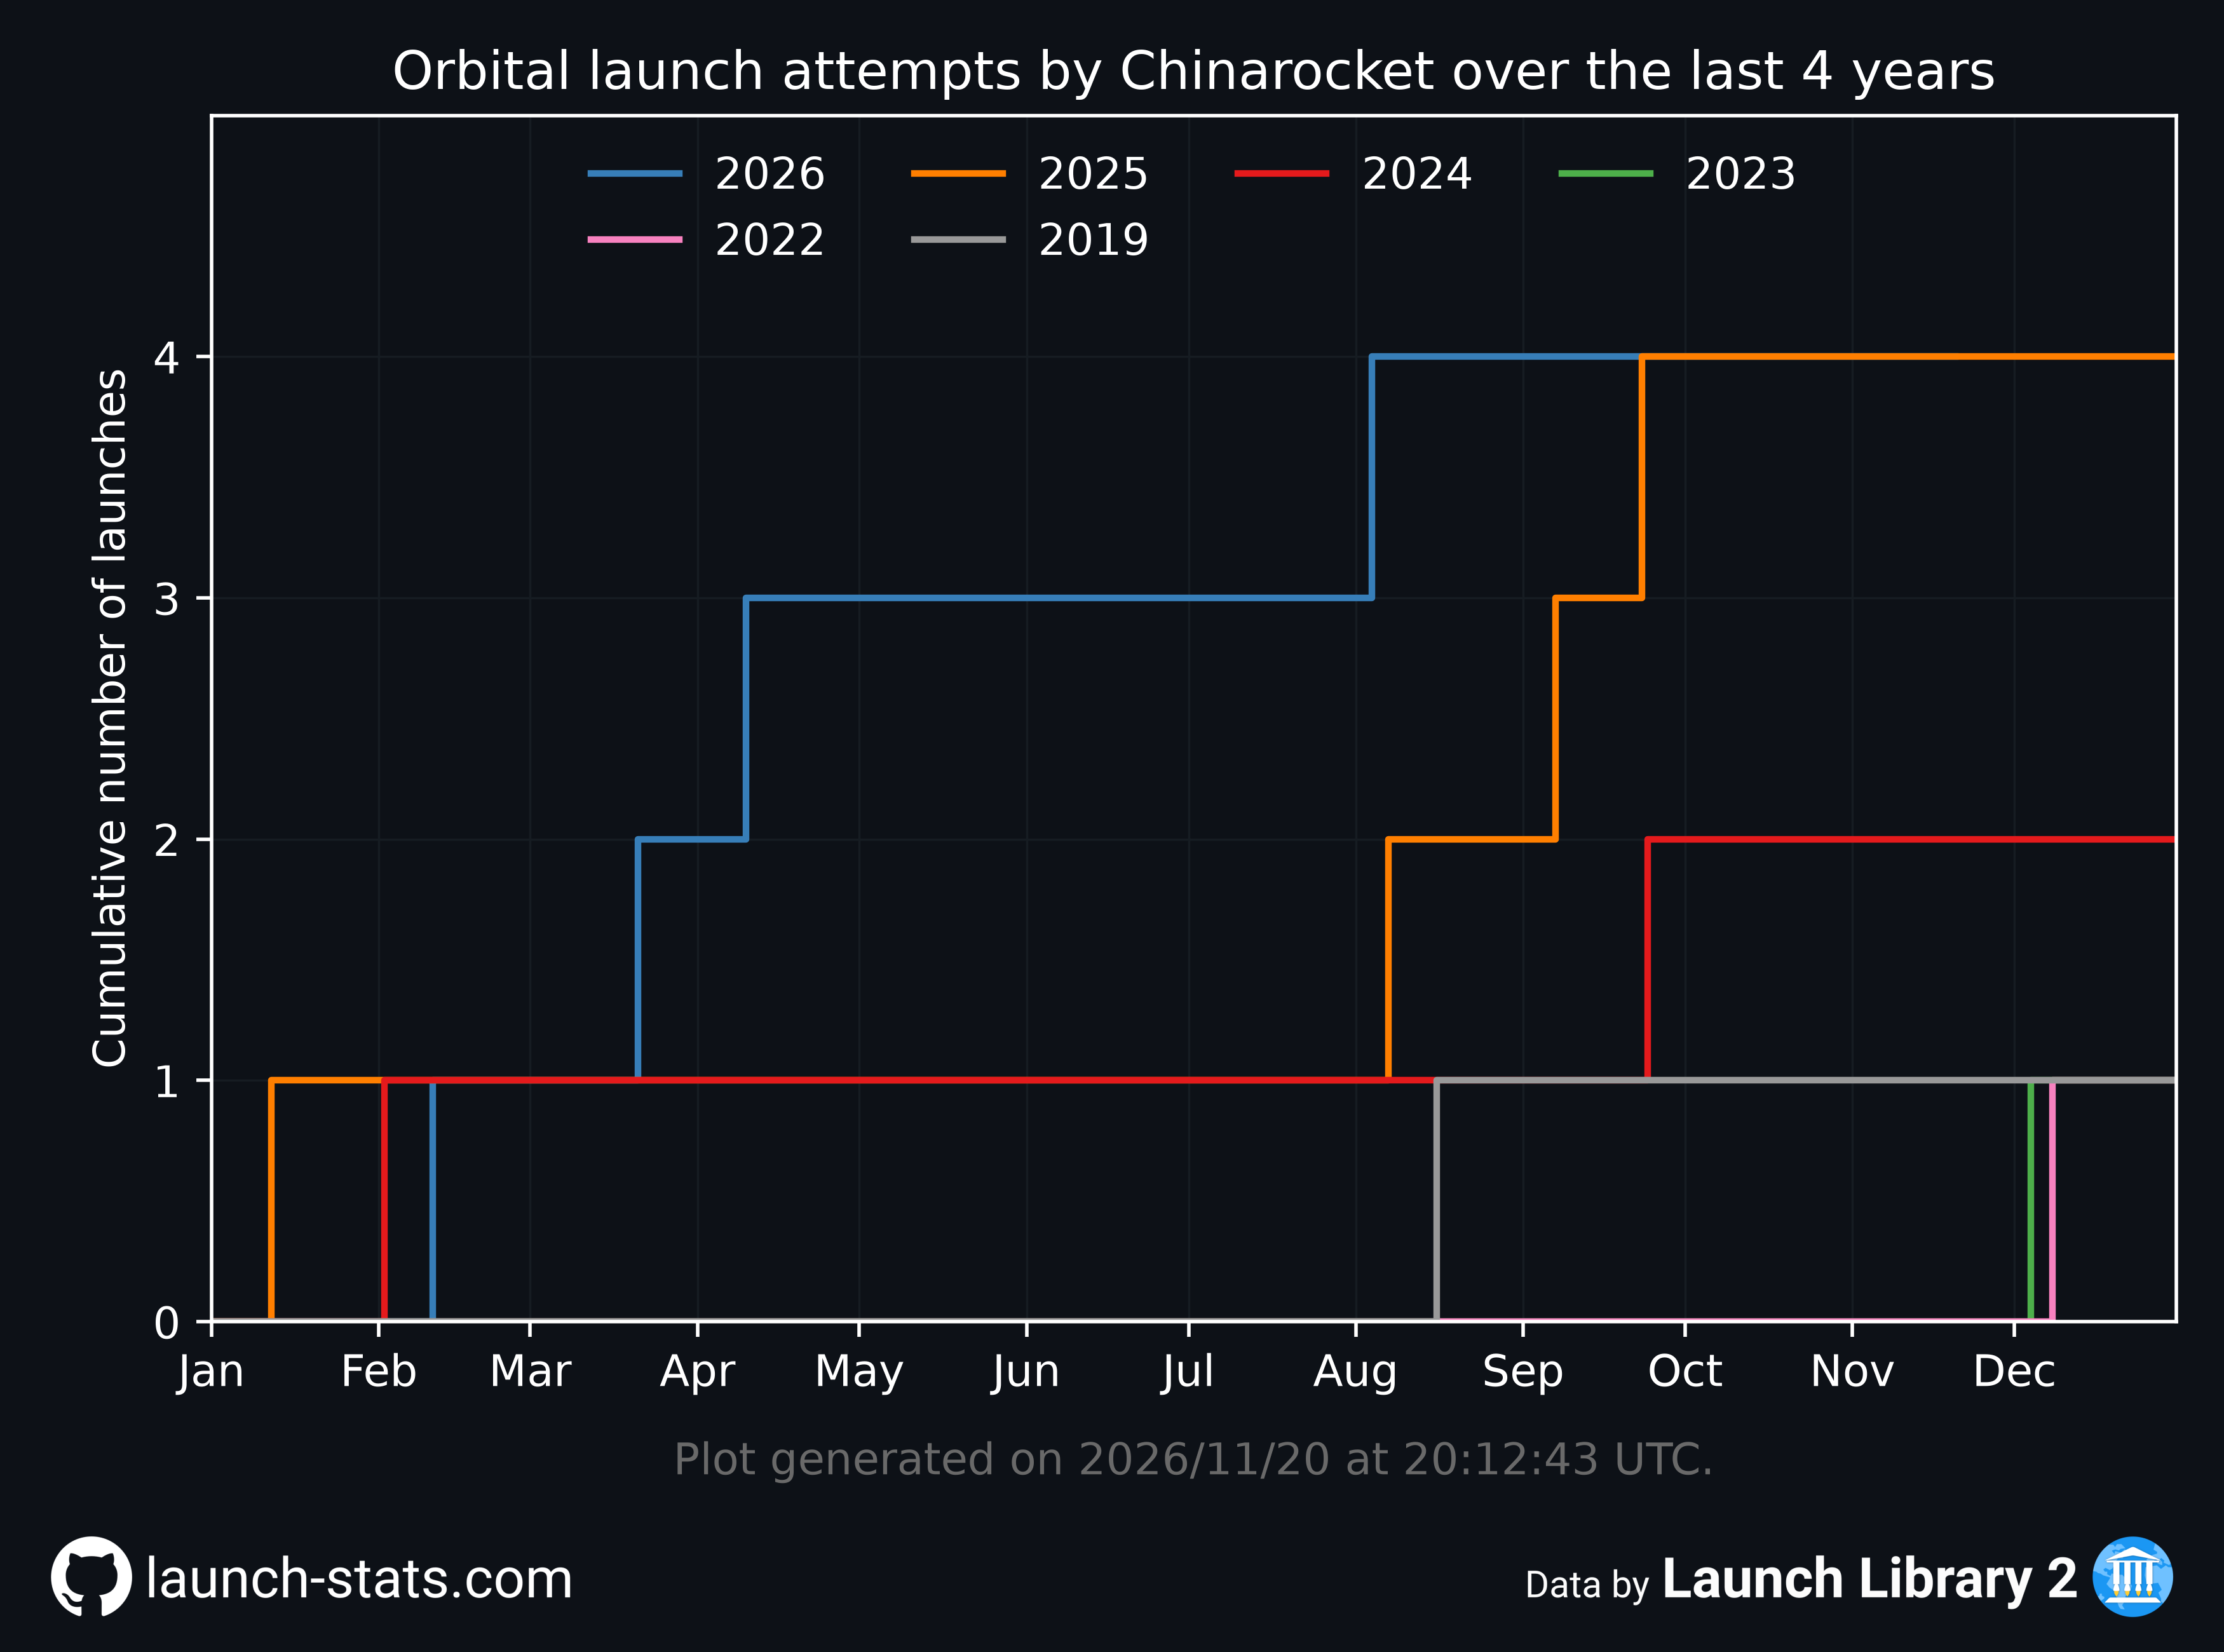 Orbital launch attempts by Chinarocket over the last 4 years
2026 2025 2024 2023
2022 2019
Cumulative number of launches
4
3
2
1
0
Jan Feb Mar Apr May Jun Jul Aug Sep Oct Nov Dec
Plot generated on 2026/11/20 at 20:12:43 UTC.
launch-stats.com
Data by Launch Library 2